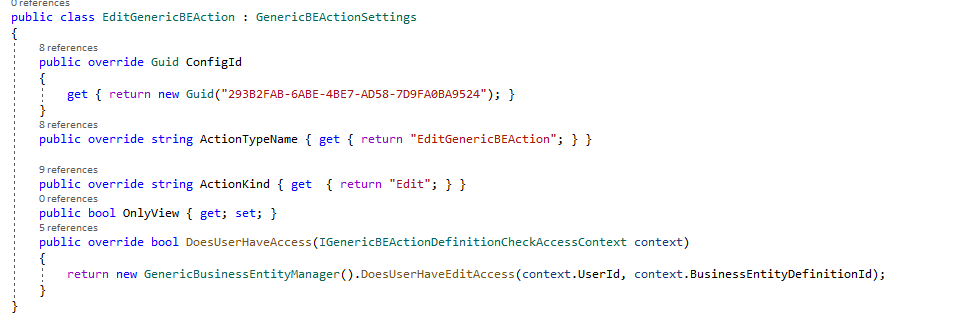 0 references
public class EditGenericBEAction : GenericBEActionSettings
{
8 references
public override Guid ConfigId
{
get { return new Guid("293B2FAB-6ABE-4BE7-AD58-7D9FA0BA9524"); }
}
8 references
public override string ActionTypeName { get { return "EditGenericBEAction"; } }
9 references
public override string ActionKind { get  { return "Edit"; } }
0 references
public bool OnlyView { get; set; }
5 references
public override bool DoesUserHaveAccess(IGenericBEActionDefinitionCheckAccessContext context)
{
return new GenericBusinessEntityManager().DoesUserHaveEditAccess(context.UserId, context.BusinessEntityDefinitionId);
}
}